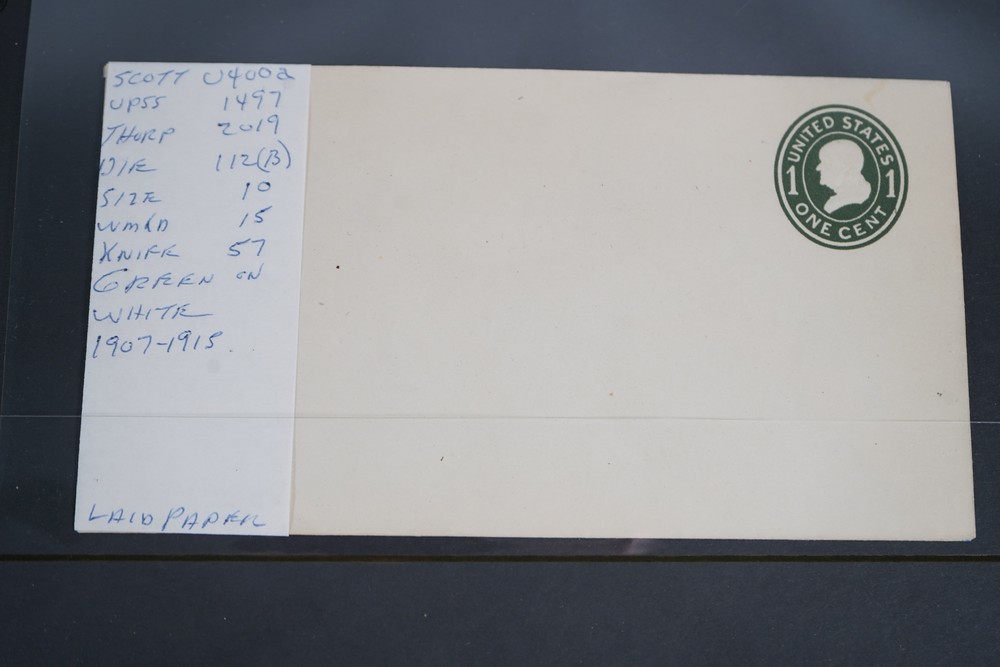 SCOTT U400a
UPSS 1497
THORP 2019
DIE 112(B)
SIZE 10
WMKD 15
KNIFE 57
GREEN ON
WHITE
1907-1915.
LAID PAPER
UNITED STATES
1 1
ONE CENT